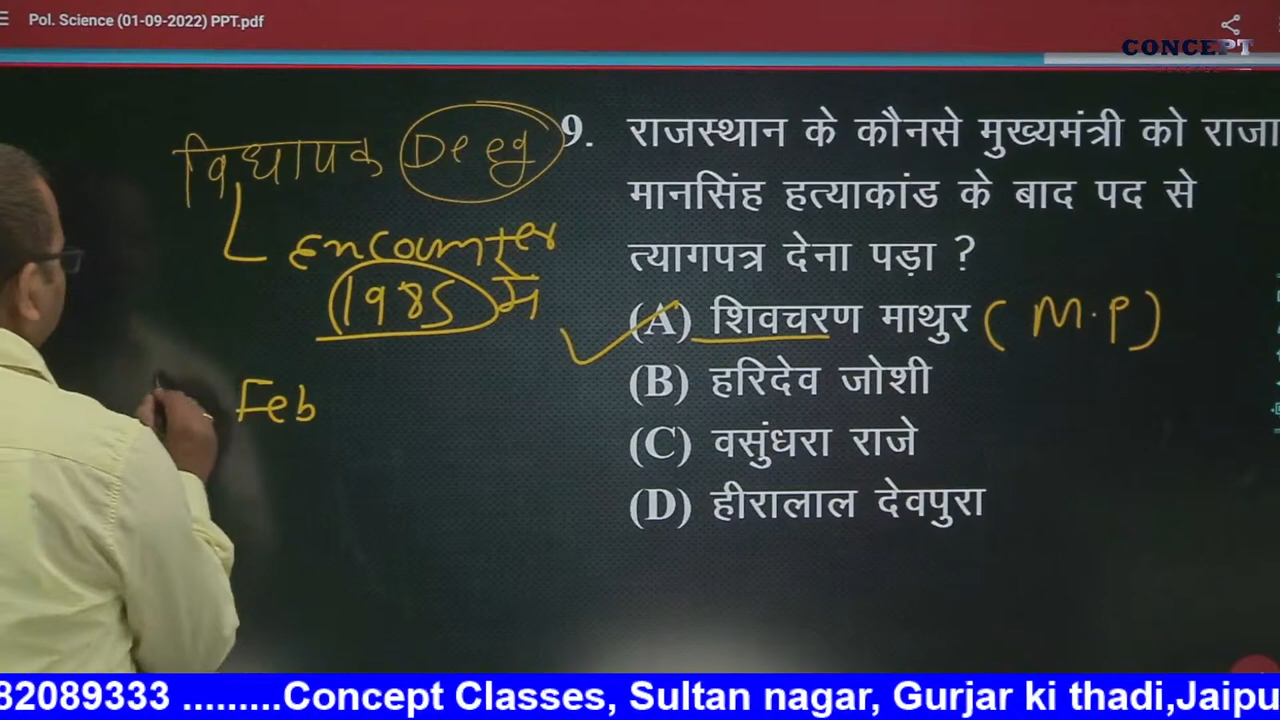 Pol. Science (01-09-2022) PPT.pdf
CONCEPT
विधायक Deeg
Encounter
1985 में
Feb
9. राजस्थान के कौनसे मुख्यमंत्री को राजा
मानसिंह हत्याकांड के बाद पद से
त्यागपत्र देना पड़ा ?
(A) शिवचरण माथुर ( M.P )
(B) हरिदेव जोशी
(C) वसुंधरा राजे
(D) हीरालाल देवपुरा
82089333 .........Concept Classes, Sultan nagar, Gurjar ki thadi,Jaipu